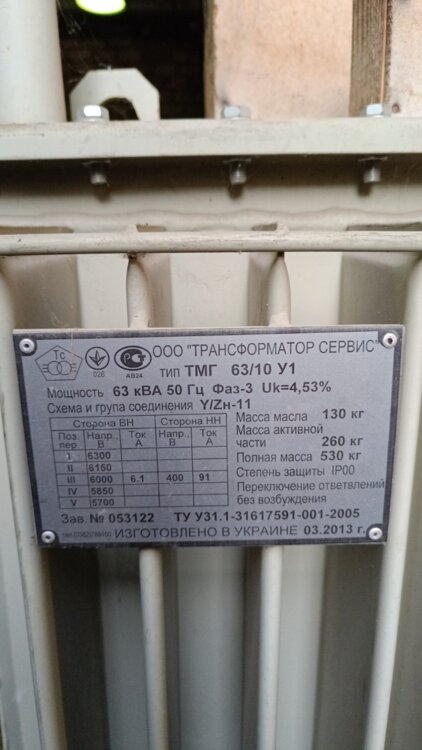 Тс
026
АВ24
ООО "ТРАНСФОРМАТОР СЕРВИС"
тип ТМГ 63/10 У1
Мощность 63 кВА 50 Гц Фаз-3 Uк=4,53%
Схема и група соединения Y/Zн-11
Сторона ВН Сторона НН
Поз. пер. Напр. В Ток А Напр. В Ток А
I 6300
II 6150
III 6000 6.1 400 91
IV 5850
V 5700
Масса масла 130 кг
Масса активной
части 260 кг
Полная масса 530 кг
Степень защиты IP00
Переключение ответвлений
без возбуждения
Зав. № 053122 ТУ У31.1-31617591-001-2005
ИЗГОТОВЛЕНО В УКРАИНЕ 03.2013 г.